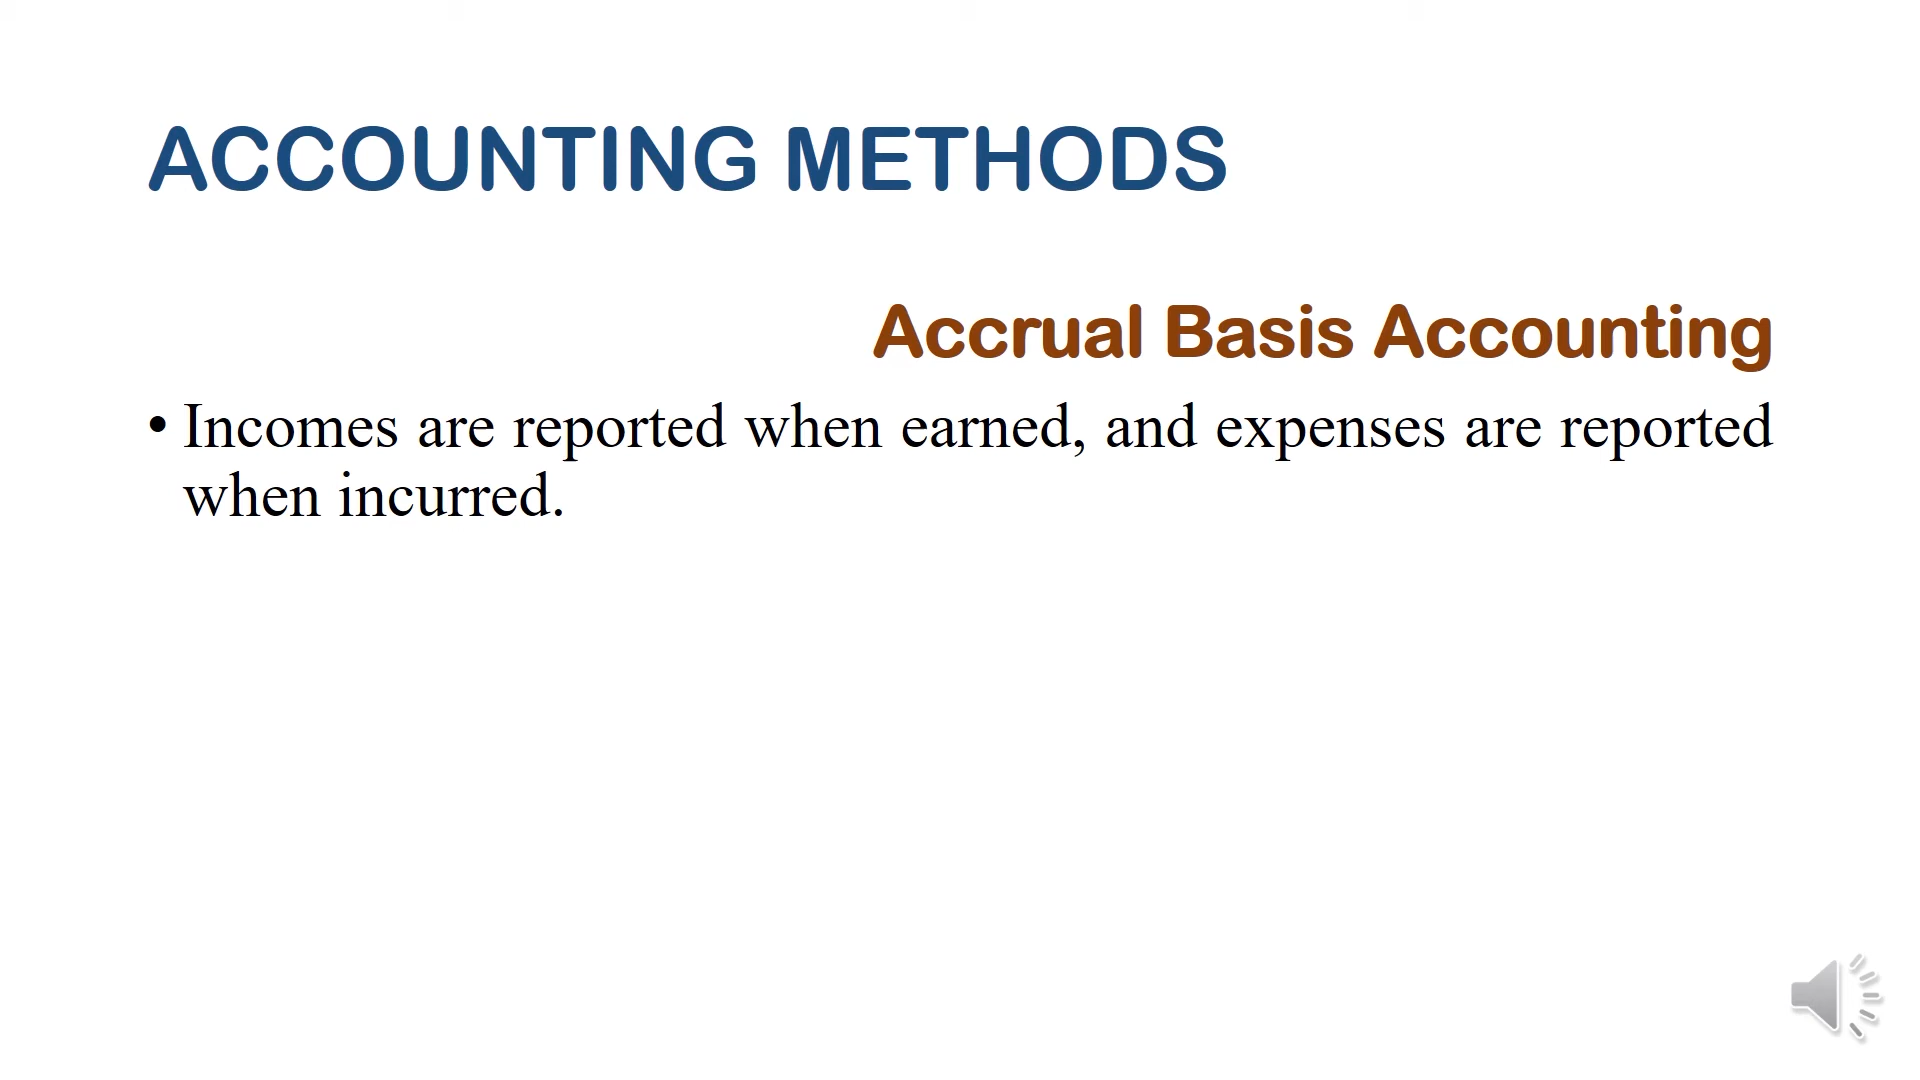 ACCOUNTING METHODS
Accrual Basis Accounting
• Incomes are reported when earned, and expenses are reported
when incurred.